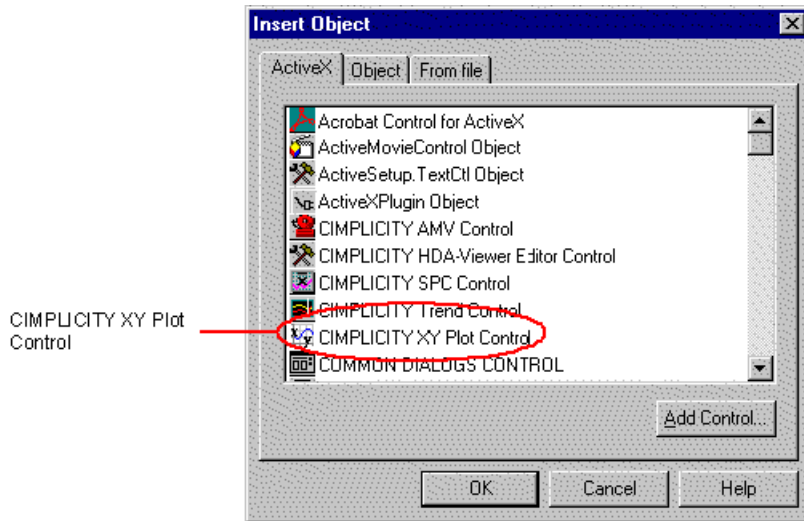 Insert Object
ActiveX Object From file
Acrobat Control for ActiveX
ActiveMovieControl Object
ActiveSetup.TextCtl Object
ActiveXPlugin Object
CIMPLICITY AMV Control
CIMPLICITY HDA-Viewer Editor Control
CIMPLICITY SPC Control
CIMPLICITY Trend Control
CIMPLICITY XY Plot Control
COMMON DIALOGS CONTROL
CIMPLICITY XY Plot
Control
Add Control...
OK Cancel Help